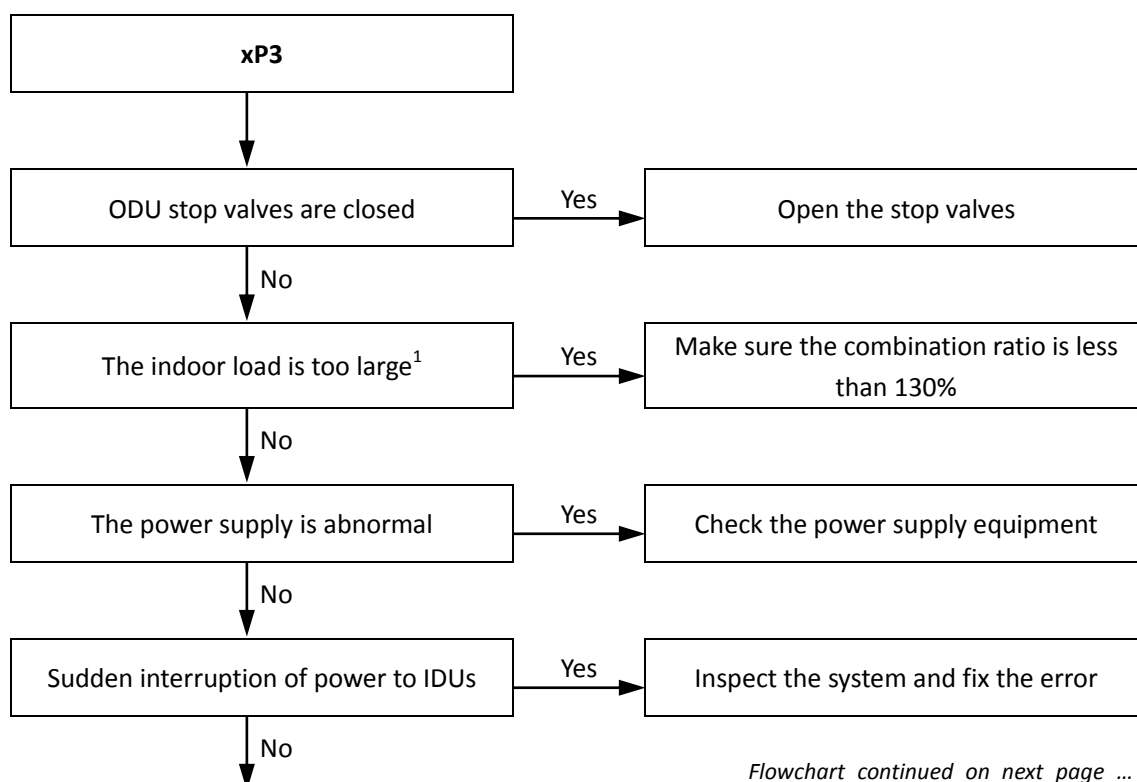 xP3
ODU stop valves are closed
Yes
Open the stop valves
No
The indoor load is too large¹
Yes
Make sure the combination ratio is less
than 130%
No
The power supply is abnormal
Yes
Check the power supply equipment
No
Sudden interruption of power to IDUs
Yes
Inspect the system and fix the error
No
Flowchart continued on next page ...